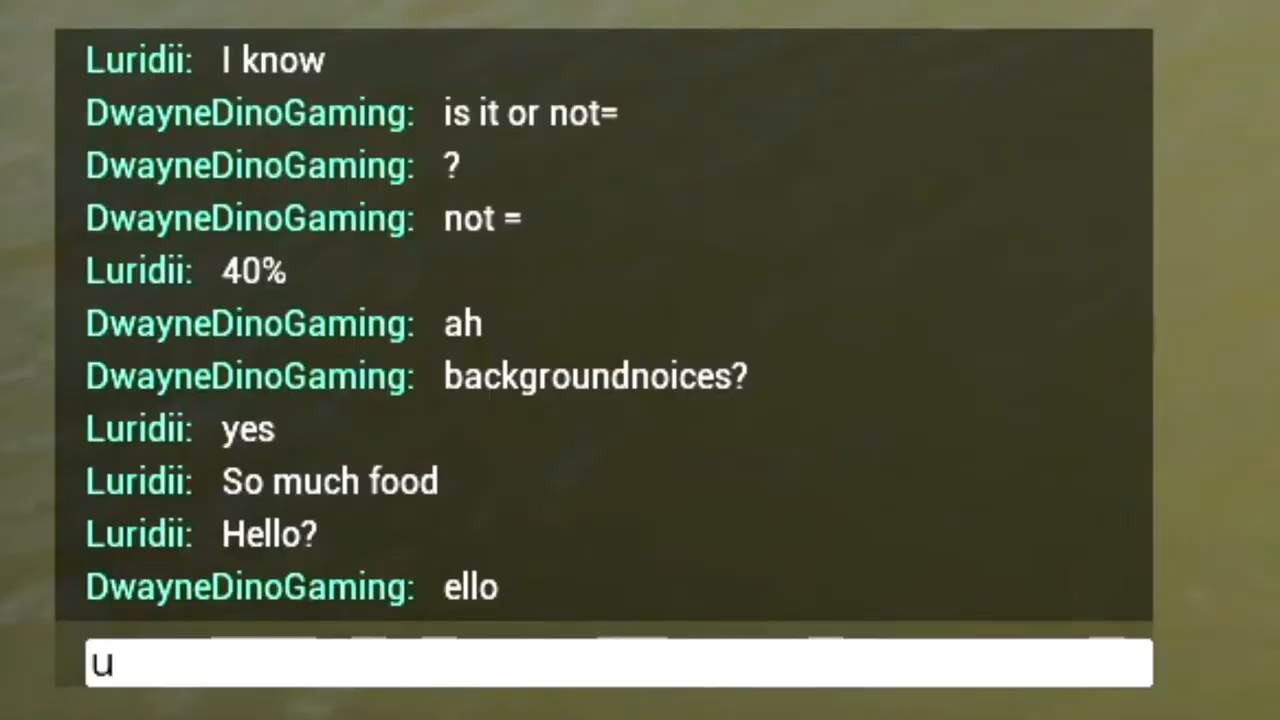 Luridii: I know
DwayneDinoGaming: is it or not=
DwayneDinoGaming: ?
DwayneDinoGaming: not =
Luridii: 40%
DwayneDinoGaming: ah
DwayneDinoGaming: backgroundnoices?
Luridii: yes
Luridii: So much food
Luridii: Hello?
DwayneDinoGaming: ello
u